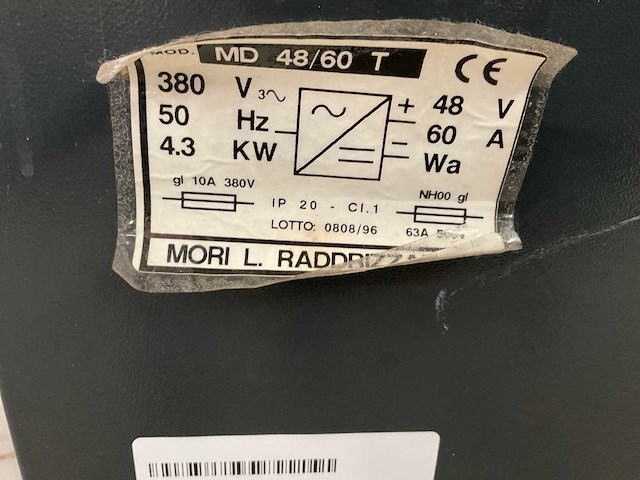 MOD. MD 48/60 T CE
380 V 3~ + 48 V
50 Hz - 60 A
4.3 KW Wa
gl 10A 380V NH00 gl
IP 20 - Cl.1
LOTTO: 0808/96 63A
MORI L.